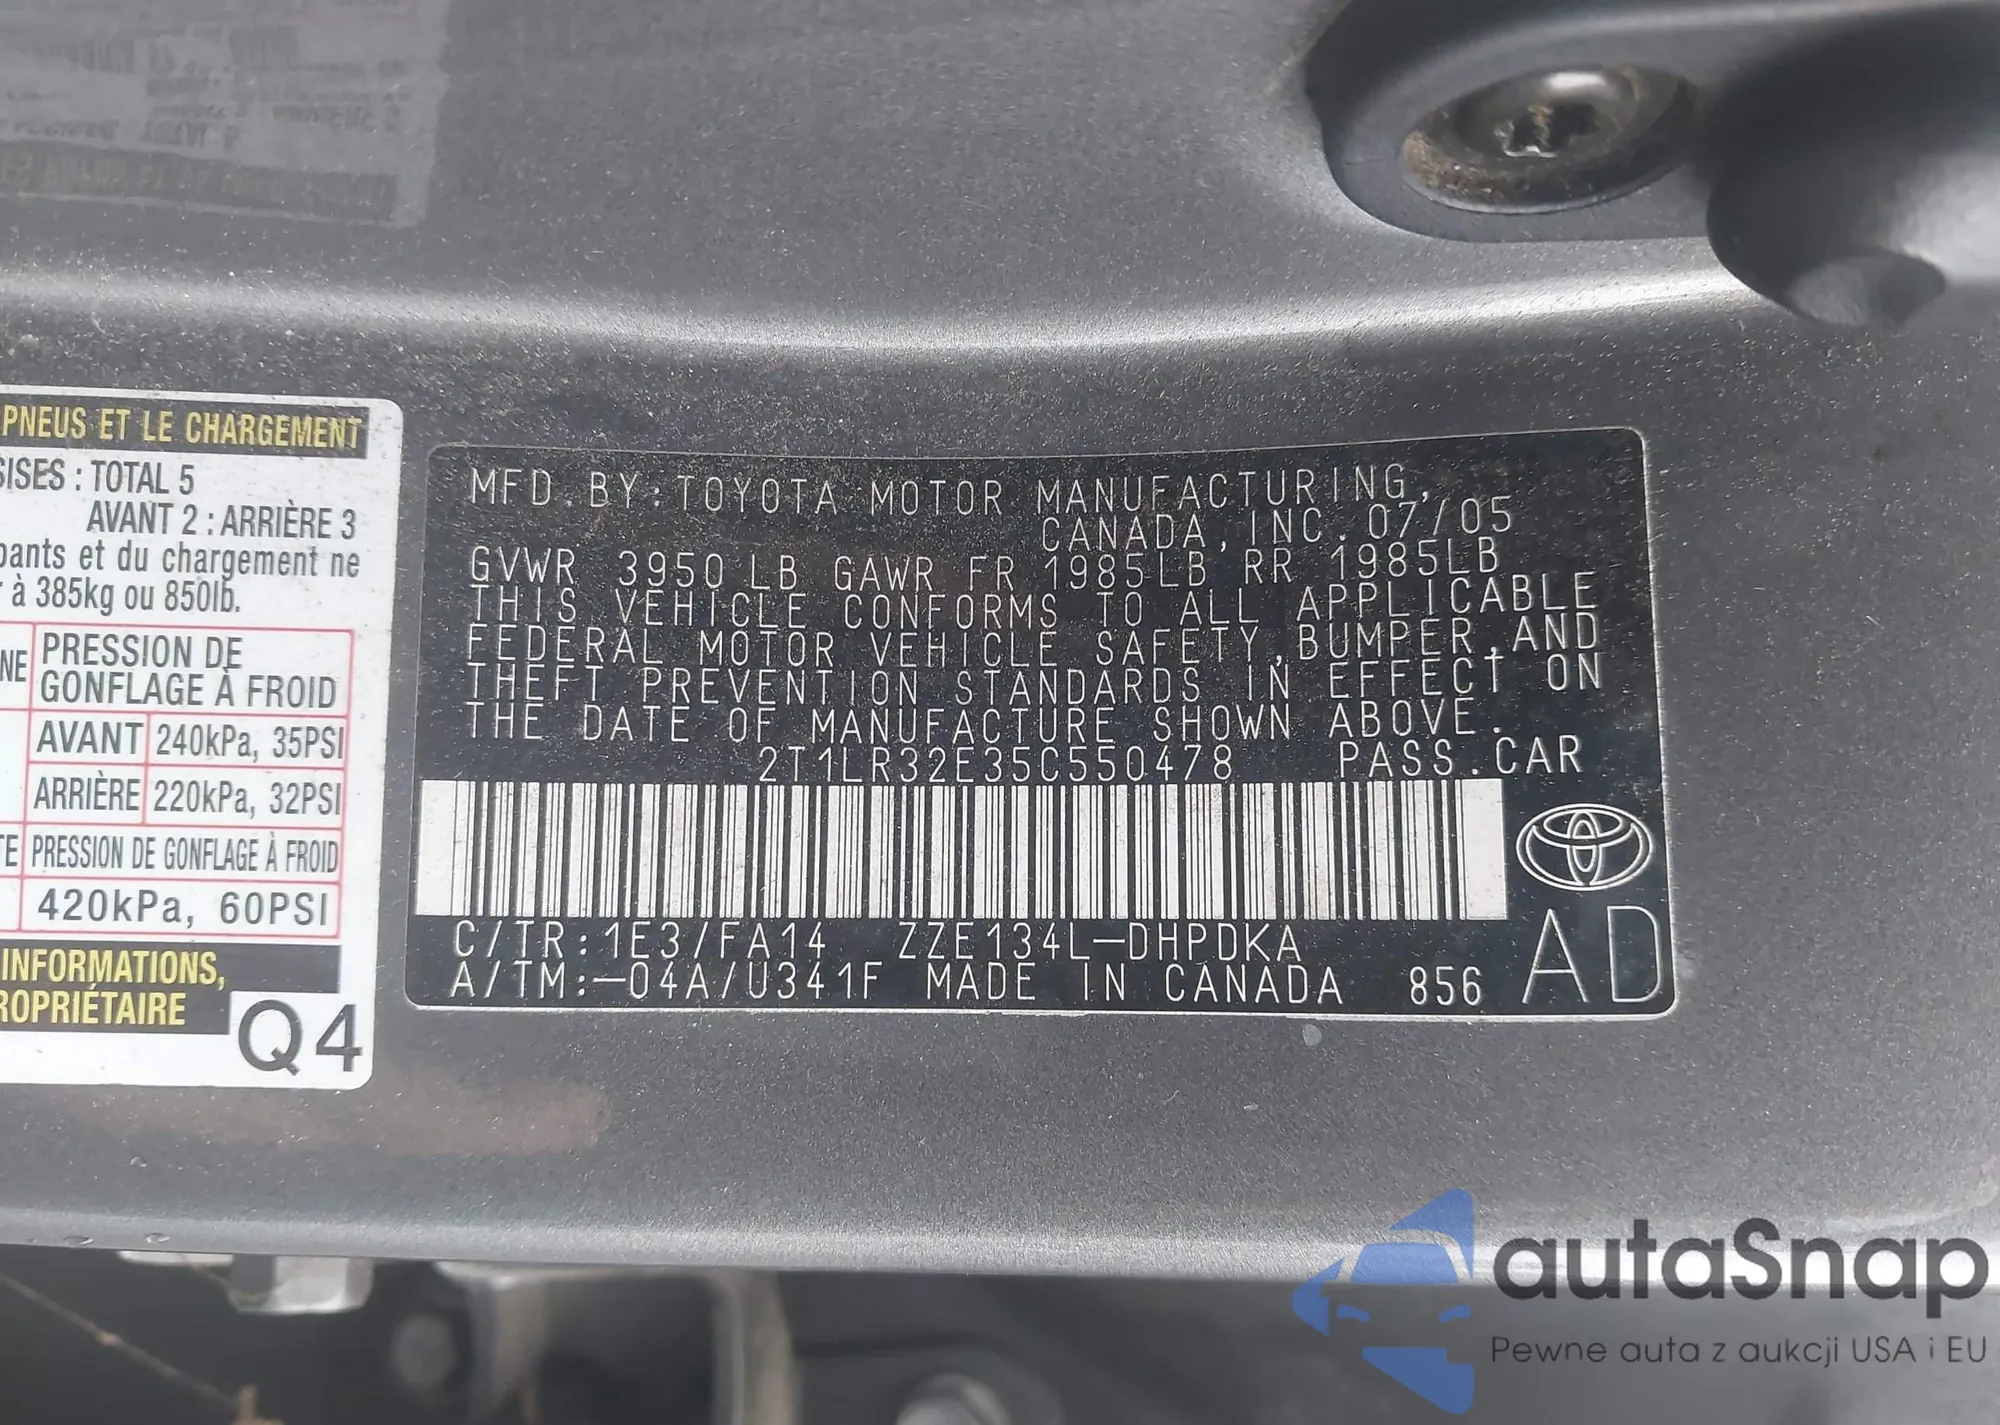 PNEUS ET LE CHARGEMENT
SISES : TOTAL 5
AVANT 2 : ARRIÈRE 3
pants et du chargement ne
r à 385kg ou 850lb.
NE PRESSION DE
GONFLAGE À FROID
AVANT 240kPa, 35PSI
ARRIÈRE 220kPa, 32PSI
TE PRESSION DE GONFLAGE À FROID
420kPa, 60PSI
INFORMATIONS,
ROPRIÉTAIRE
Q4
MFD. BY: TOYOTA MOTOR MANUFACTURING,
CANADA, INC. 07/05
GVWR 3950 LB GAWR FR 1985LB RR 1985LB
THIS VEHICLE CONFORMS TO ALL APPLICABLE
FEDERAL MOTOR VEHICLE SAFETY, BUMPER, AND
THEFT PREVENTION STANDARDS IN EFFECT ON
THE DATE OF MANUFACTURE SHOWN ABOVE.
2T1LR32E35C550478 PASS. CAR
C/TR:1E3/FA14 ZZE134L-DHPDKA
A/TM:-04A/U341F MADE IN CANADA 856 AD
autaSnap
Pewne auta z aukcji USA i EU